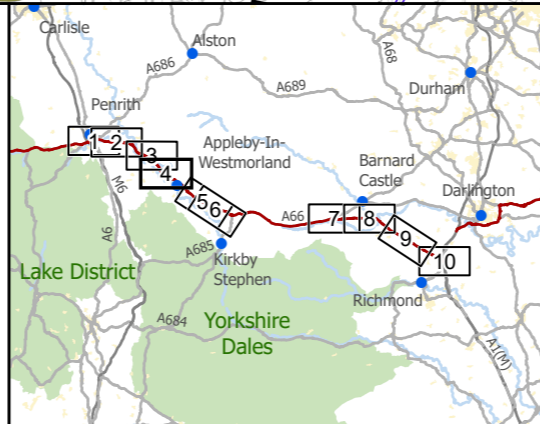 Carlisle
Alston
A68
A686
A689
Durham
Penrith
1
2
3
4
5
6
7
8
9
10
Appleby-In-
Westmorland
Barnard
Castle
Darlington
M6
A6
A66
A685
Lake District
Kirkby
Stephen
Richmond
A684
Yorkshire
Dales
A1(M)